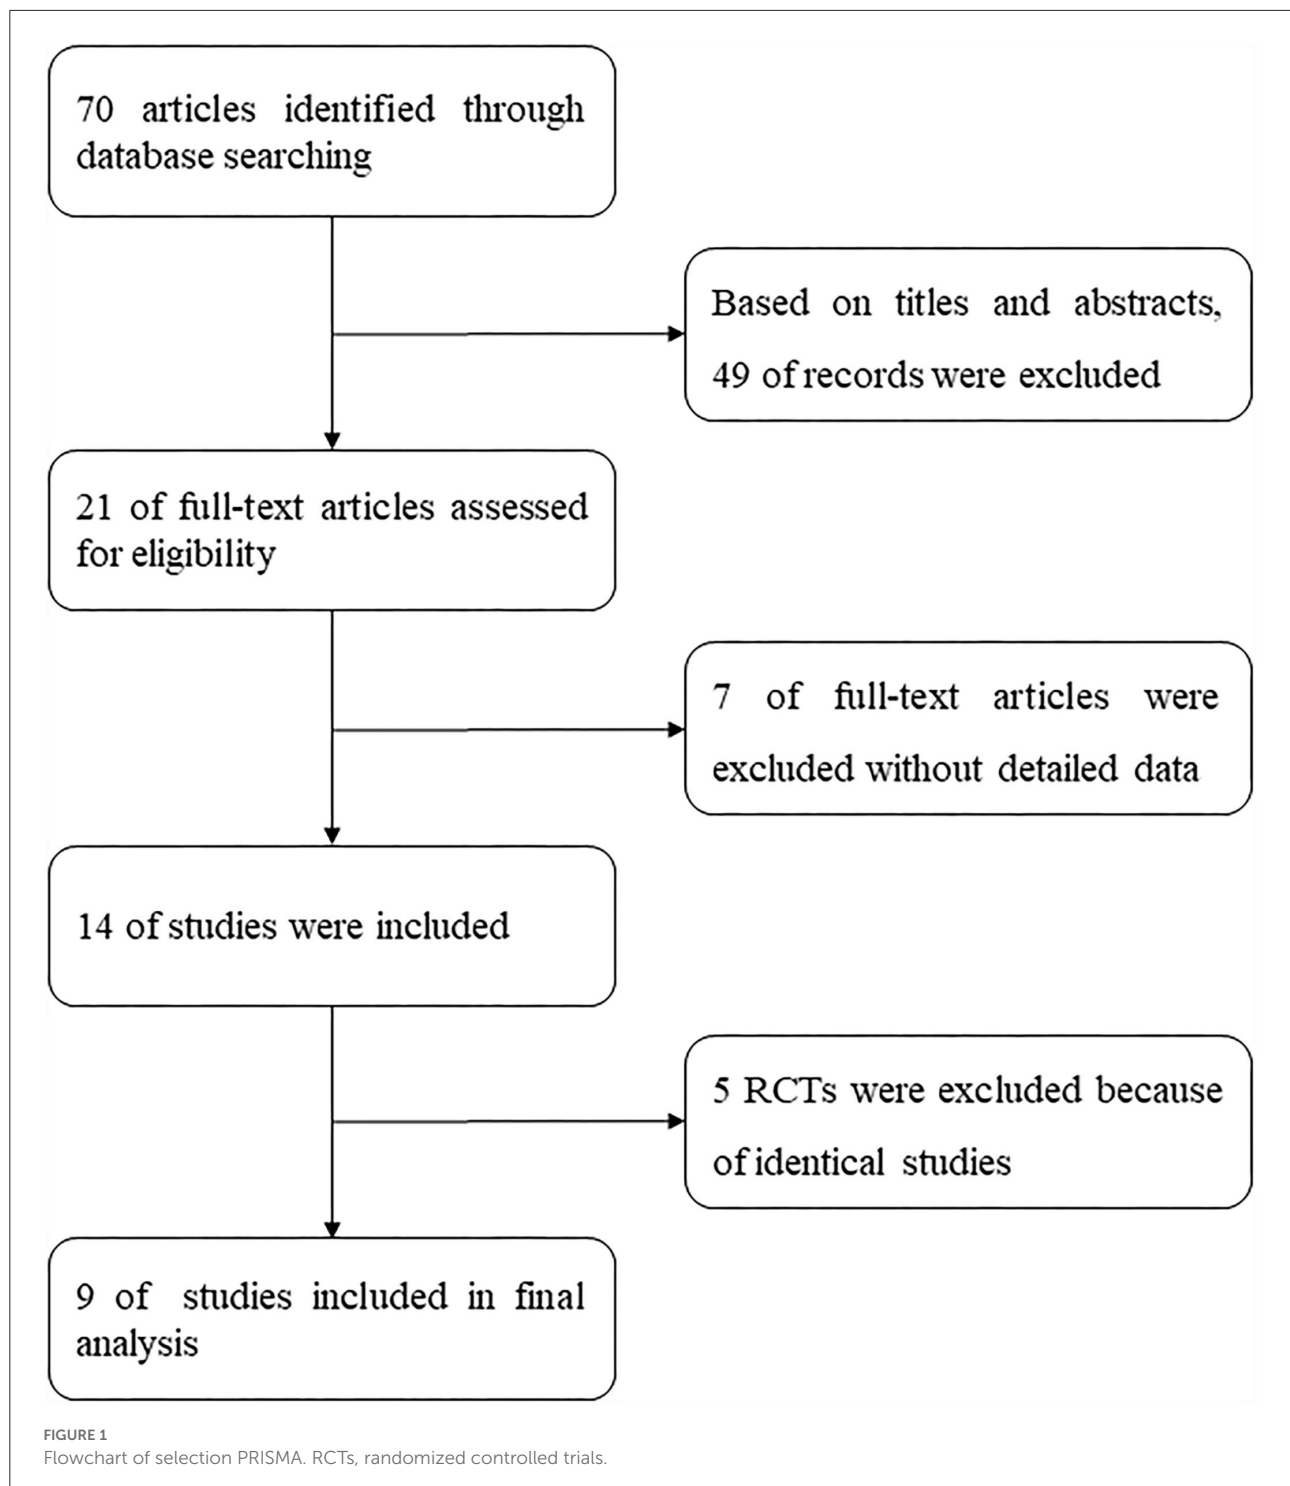 70 articles identified through
database searching
Based on titles and abstracts,
49 of records were excluded
21 of full-text articles assessed
for eligibility
7 of full-text articles were
excluded without detailed data
14 of studies were included
5 RCTs were excluded because
of identical studies
9 of studies included in final
analysis
FIGURE 1
Flowchart of selection PRISMA. RCTs, randomized controlled trials.